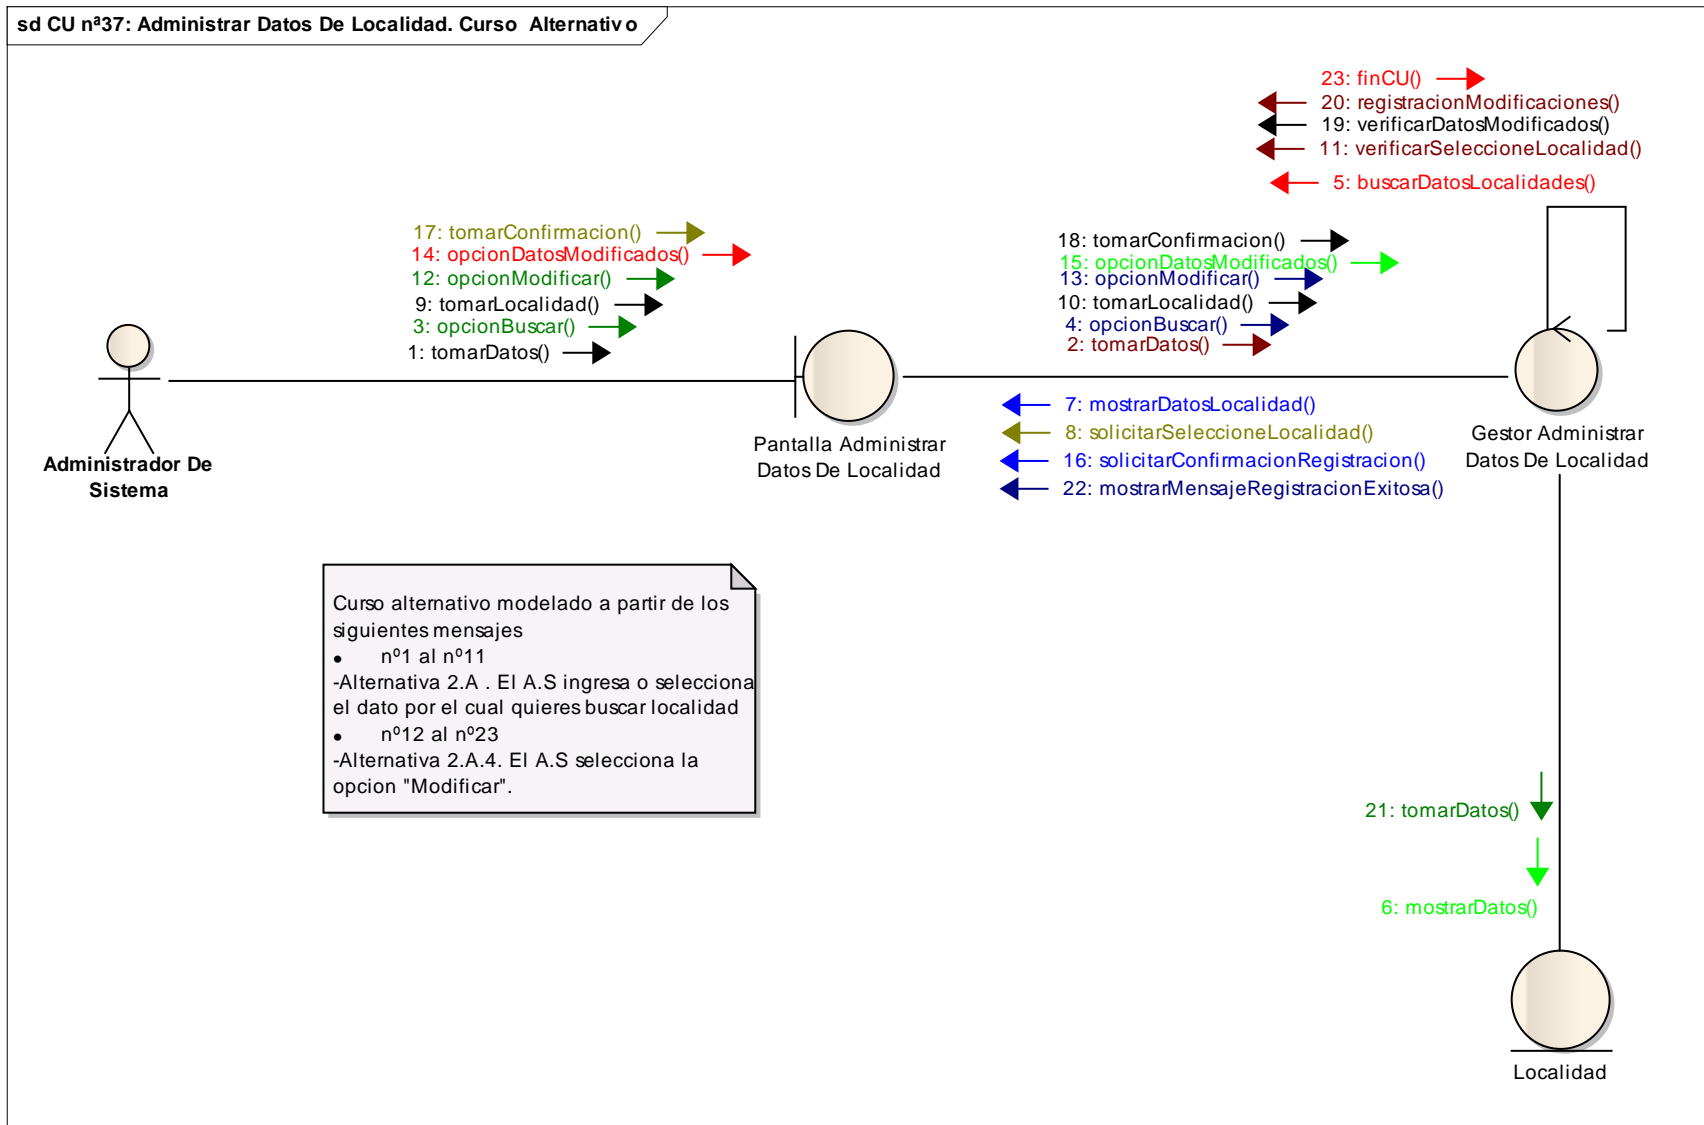 sd CU nª37: Administrar Datos De Localidad. Curso Alternativo
23: finCU()
20: registracionModificaciones()
19: verificarDatosModificados()
11: verificarSeleccioneLocalidad()
5: buscarDatosLocalidades()
17: tomarConfirmacion()
14: opcionDatosModificados()
12: opcionModificar()
9: tomarLocalidad()
3: opcionBuscar()
1: tomarDatos()
18: tomarConfirmacion()
15: opcionDatosModificados()
13: opcionModificar()
10: tomarLocalidad()
4: opcionBuscar()
2: tomarDatos()
7: mostrarDatosLocalidad()
8: solicitarSeleccioneLocalidad()
16: solicitarConfirmacionRegistracion()
22: mostrarMensajeRegistracionExitosa()
Administrador De
Sistema
Pantalla Administrar
Datos De Localidad
Gestor Administrar
Datos De Localidad
Curso alternativo modelado a partir de los
siguientes mensajes
• nº1 al nº11
-Alternativa 2.A . El A.S ingresa o selecciona
el dato por el cual quieres buscar localidad
• nº12 al nº23
-Alternativa 2.A.4. El A.S selecciona la
opcion "Modificar".
21: tomarDatos()
6: mostrarDatos()
Localidad